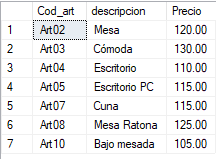 Cod_art descripcion Precio
1 Art02 Mesa 120.00
2 Art03 Cómoda 130.00
3 Art04 Escritorio 110.00
4 Art05 Escritorio PC 115.00
5 Art07 Cuna 115.00
6 Art08 Mesa Ratona 125.00
7 Art10 Bajo mesada 105.00